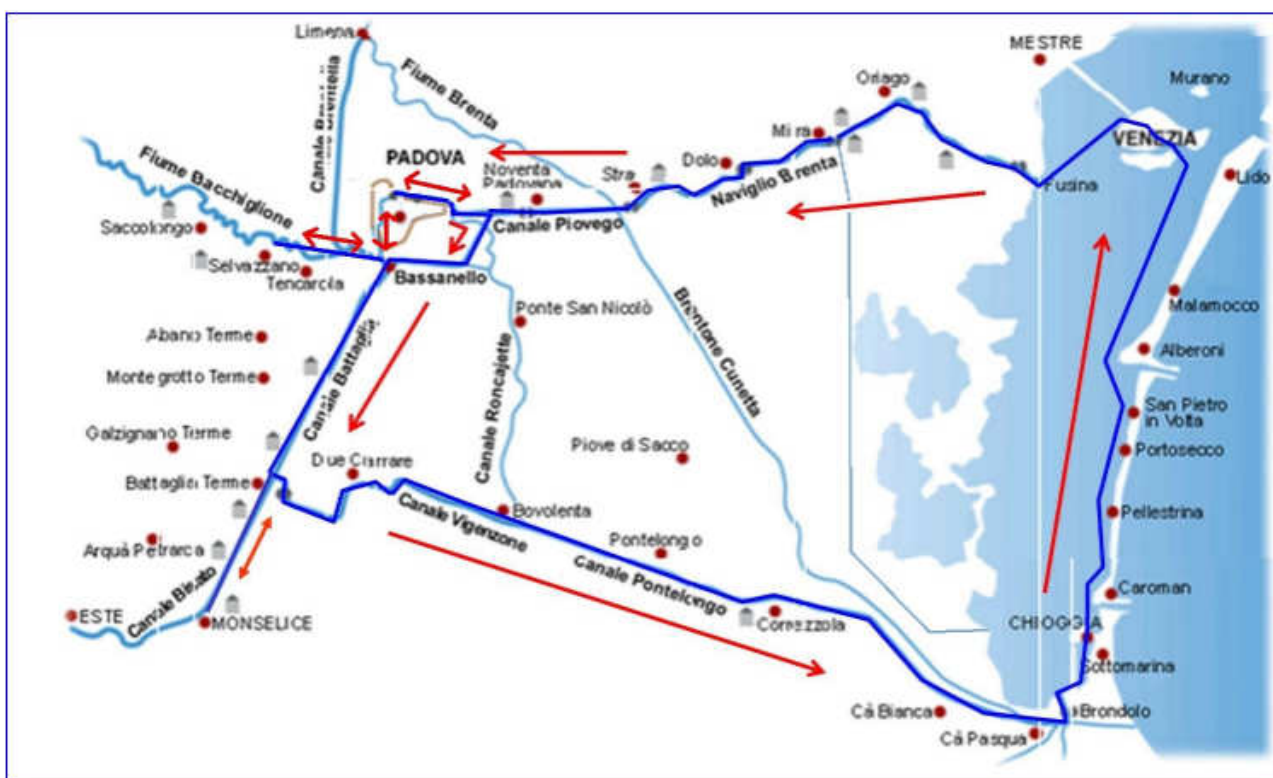 Limena
MESTRE
Fiume Brenta
Oriago
Murano
Mira
VENEZIA
PADOVA
Noventa
Padovana
Stra
Dolo
Naviglio Brenta
Fusina
Lido
Fiume Bacchiglione
Saccolongo
Canale Piovego
Selvazzano
Tencarola
Bassanello
Ponte San Nicolò
Brentone Cunetta
Malamocco
Abano Terme
Alberoni
Canale Battaglia
Montegrotto Terme
Canale Roncajette
San Pietro
in Volta
Galzignano Terme
Piove di Sacco
Portosecco
Due Carrare
Battaglia Terme
Canale Vigenzone
Bovolenta
Pellestrina
Arquà Petrarca
Pontelongo
Canale Pontelongo
Canale Bisato
Caroman
ESTE
MONSELICE
Correzzola
CHIOGGIA
Sottomarina
Cà Bianca
Brondolo
Cà Pasqua